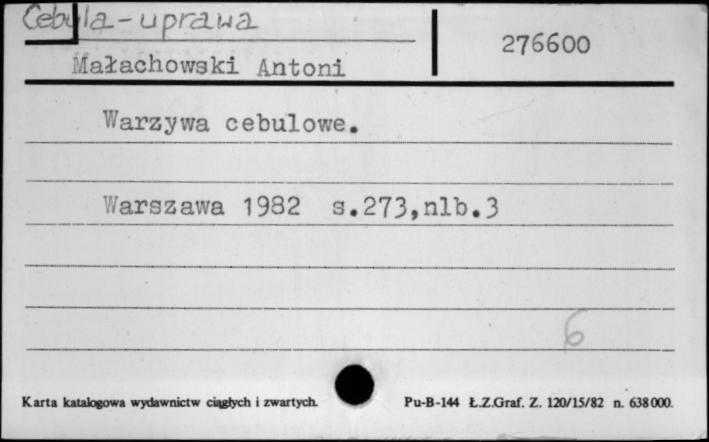 Cebula - uprawa
276600
Małachowski Antoni
Warzywa cebulowe.
Warszawa 1982 s.273,nlb.3
6
Karta katalogowa wydawnictw ciągłych i zwartych. Pu-B-144 Ł.Z.Graf. Z. 120/15/82 n. 638000.